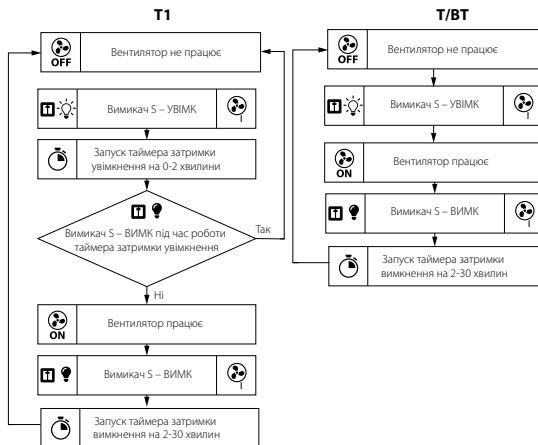 T1
OFF
Вентилятор не працює
Вимикач S – УВІМК
I
Запуск таймера затримки
увімкнення на 0-2 хвилини
Вимикач S – ВИМК під час роботи
таймера затримки увімкнення
Так
Ні
ON
Вентилятор працює
Вимикач S – ВИМК
I
Запуск таймера затримки
вимкнення на 2-30 хвилин
T/BT
OFF
Вентилятор не працює
Вимикач S – УВІМК
I
ON
Вентилятор працює
Вимикач S – ВИМК
I
Запуск таймера затримки
вимкнення на 2-30 хвилин